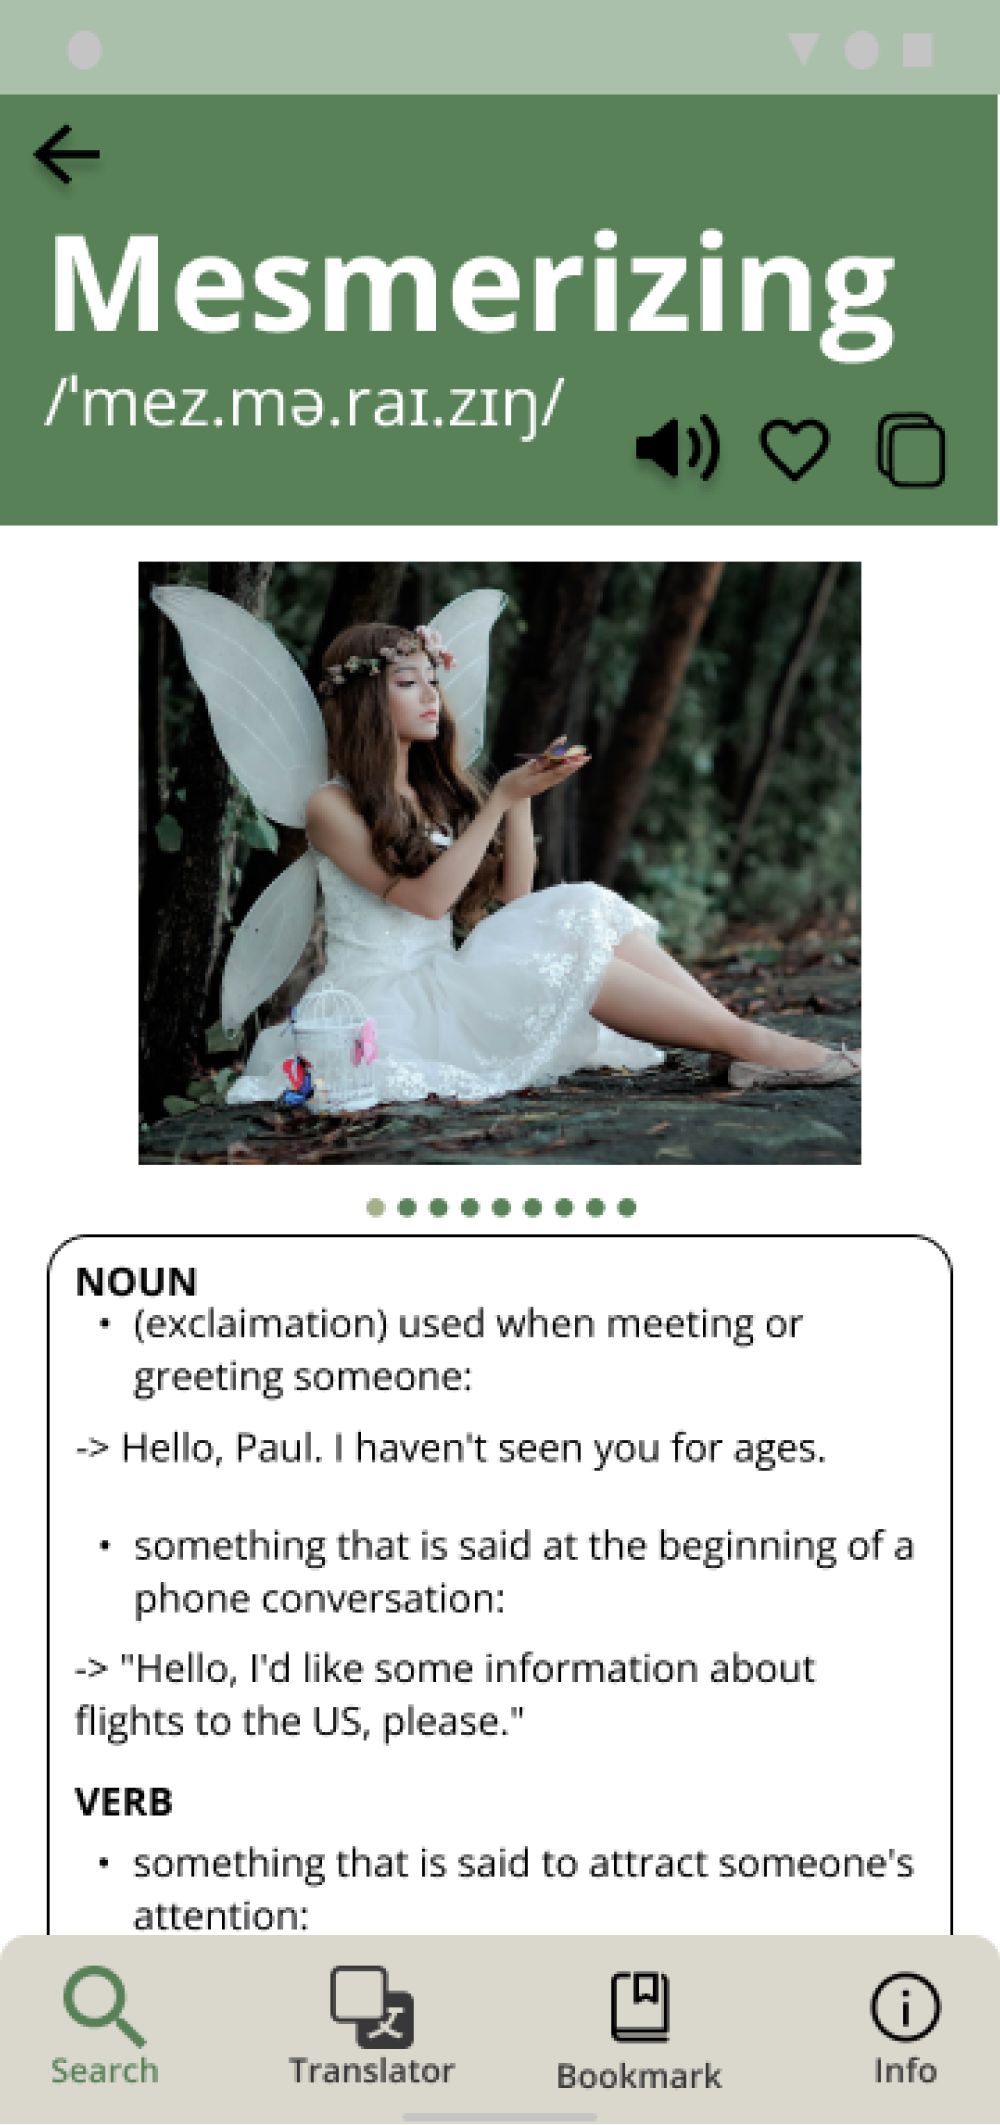 Mesmerizing
/ˈmez.mə.raɪ.zɪŋ/
NOUN
• (exclaimation) used when meeting or
greeting someone:
-> Hello, Paul. I haven't seen you for ages.
• something that is said at the beginning of a
phone conversation:
-> "Hello, I'd like some information about
flights to the US, please."
VERB
• something that is said to attract someone's
attention:
Search
Translator
Bookmark
Info